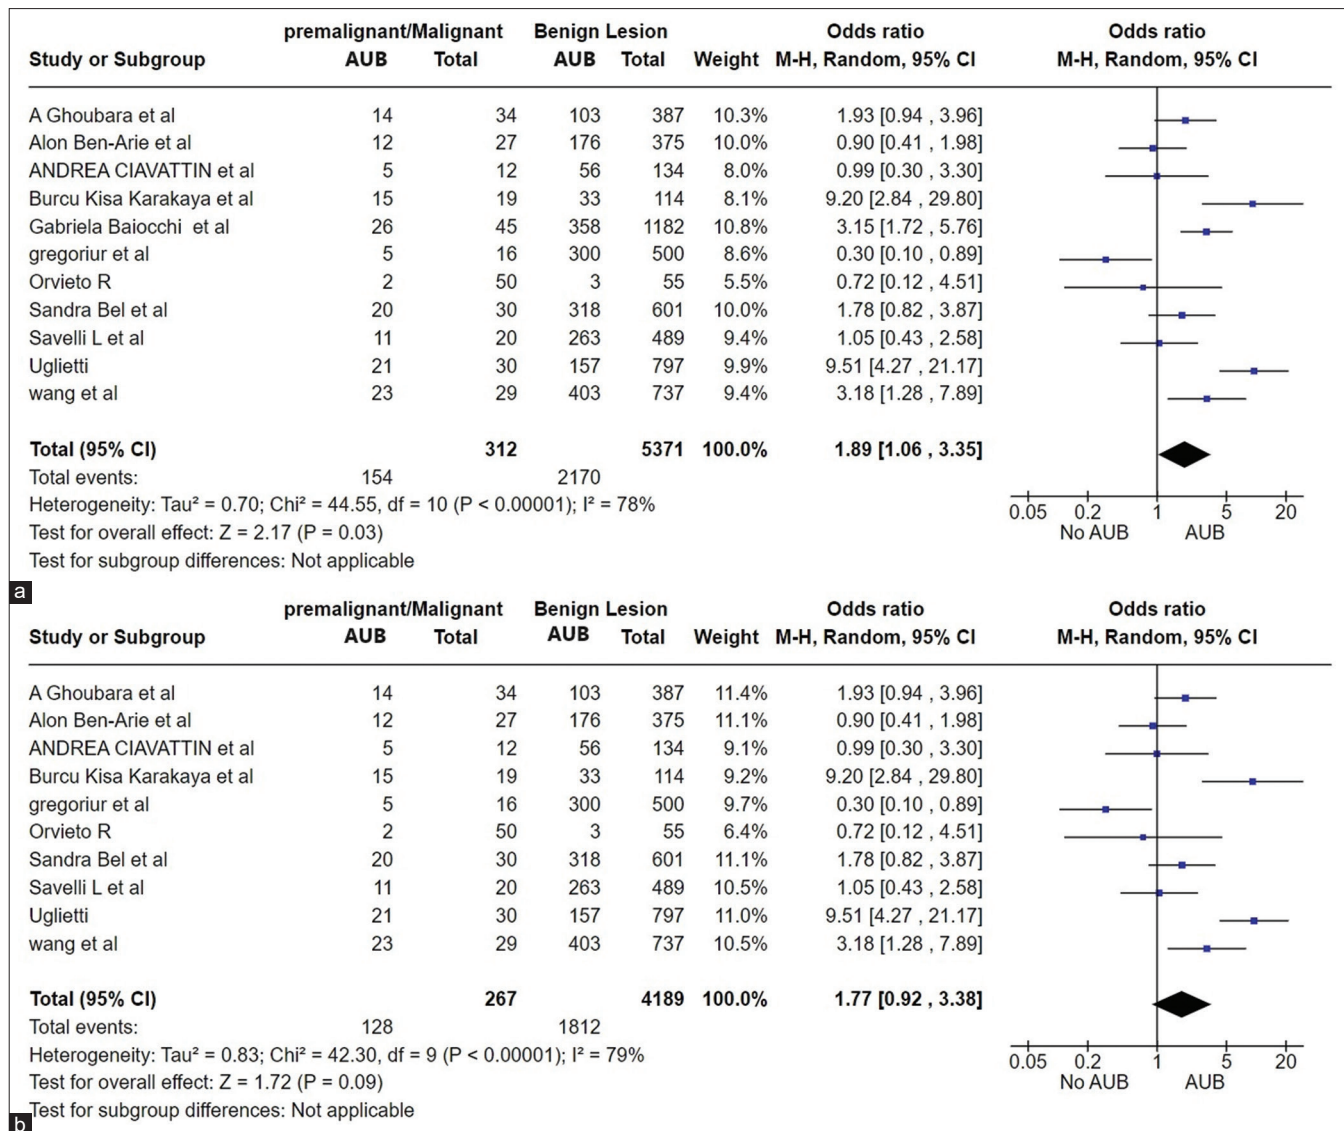 premalignant/Malignant Benign Lesion Odds ratio Odds ratio
Study or Subgroup AUB Total AUB Total Weight M-H, Random, 95% CI M-H, Random, 95% CI
A Ghoubara et al 14 34 103 387 10.3% 1.93 [0.94 , 3.96]
Alon Ben-Arie et al 12 27 176 375 10.0% 0.90 [0.41 , 1.98]
ANDREA CIAVATTIN et al 5 12 56 134 8.0% 0.99 [0.30 , 3.30]
Burcu Kisa Karakaya et al 15 19 33 114 8.1% 9.20 [2.84 , 29.80]
Gabriela Baiocchi et al 26 45 358 1182 10.8% 3.15 [1.72 , 5.76]
gregoriur et al 5 16 300 500 8.6% 0.30 [0.10 , 0.89]
Orvieto R 2 50 3 55 5.5% 0.72 [0.12 , 4.51]
Sandra Bel et al 20 30 318 601 10.0% 1.78 [0.82 , 3.87]
Savelli L et al 11 20 263 489 9.4% 1.05 [0.43 , 2.58]
Uglietti 21 30 157 797 9.9% 9.51 [4.27 , 21.17]
wang et al 23 29 403 737 9.4% 3.18 [1.28 , 7.89]
Total (95% CI) 312 5371 100.0% 1.89 [1.06 , 3.35]
Total events: 154 2170
Heterogeneity: Tau² = 0.70; Chi² = 44.55, df = 10 (P < 0.00001); I² = 78%
Test for overall effect: Z = 2.17 (P = 0.03)
Test for subgroup differences: Not applicable
0.05 0.2 1 5 20
No AUB AUB
a
premalignant/Malignant Benign Lesion Odds ratio Odds ratio
Study or Subgroup AUB Total AUB Total Weight M-H, Random, 95% CI M-H, Random, 95% CI
A Ghoubara et al 14 34 103 387 11.4% 1.93 [0.94 , 3.96]
Alon Ben-Arie et al 12 27 176 375 11.1% 0.90 [0.41 , 1.98]
ANDREA CIAVATTIN et al 5 12 56 134 9.1% 0.99 [0.30 , 3.30]
Burcu Kisa Karakaya et al 15 19 33 114 9.2% 9.20 [2.84 , 29.80]
gregoriur et al 5 16 300 500 9.7% 0.30 [0.10 , 0.89]
Orvieto R 2 50 3 55 6.4% 0.72 [0.12 , 4.51]
Sandra Bel et al 20 30 318 601 11.1% 1.78 [0.82 , 3.87]
Savelli L et al 11 20 263 489 10.5% 1.05 [0.43 , 2.58]
Uglietti 21 30 157 797 11.0% 9.51 [4.27 , 21.17]
wang et al 23 29 403 737 10.5% 3.18 [1.28 , 7.89]
Total (95% CI) 267 4189 100.0% 1.77 [0.92 , 3.38]
Total events: 128 1812
Heterogeneity: Tau² = 0.83; Chi² = 42.30, df = 9 (P < 0.00001); I² = 79%
Test for overall effect: Z = 1.72 (P = 0.09)
Test for subgroup differences: Not applicable
0.05 0.2 1 5 20
No AUB AUB
b